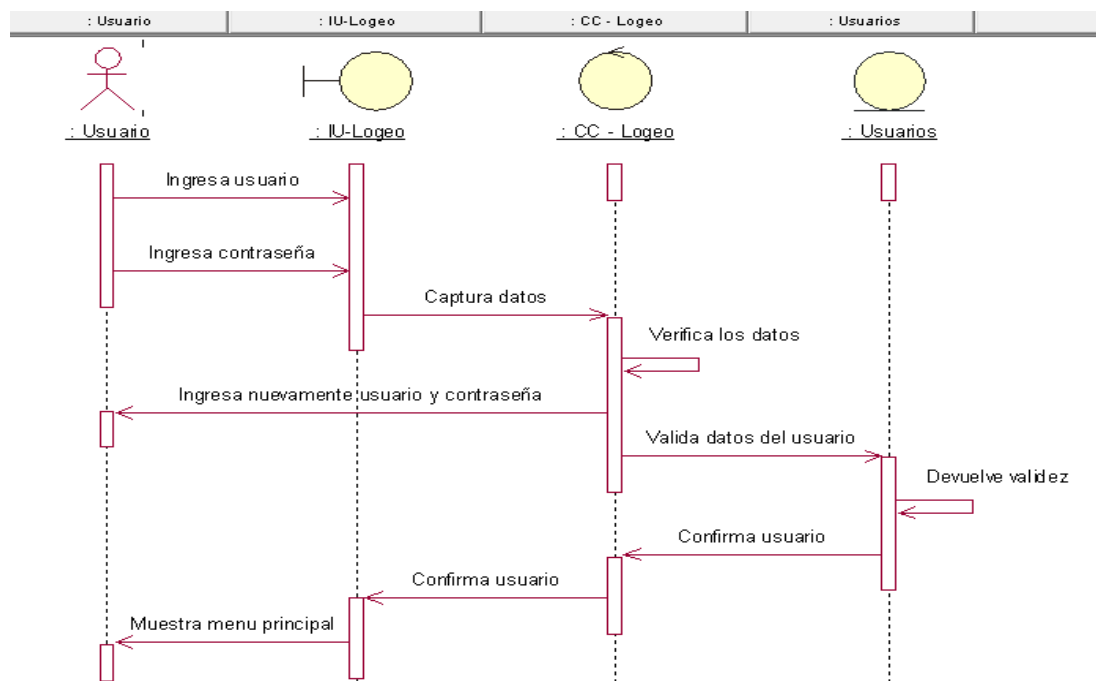 : Usuario
: IU-Logeo
: CC - Logeo
: Usuarios
: Usuario
: IU-Logeo
: CC - Logeo
: Usuarios
Ingresa usuario
Ingresa contraseña
Captura datos
Verifica los datos
Ingresa nuevamente usuario y contraseña
Valida datos del usuario
Devuelve validez
Confirma usuario
Confirma usuario
Muestra menu principal